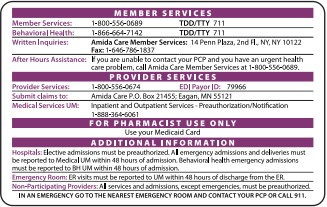 MEMBER SERVICES
Member Services: 1-800-556-0689 TDD/TTY 711
Behavioral Health: 1-866-664-7142 TDD/TTY 711
Written Inquiries: Amida Care Member Services: 14 Penn Plaza, 2nd Fl., NY, NY 10122
Fax: 1-646-786-1837
After Hours Assistance: If you are unable to contact your PCP and you have an urgent health
care problem, call Amida Care Member Services at 1-800-556-0689.
PROVIDER SERVICES
Provider Services: 1-800-556-0674 EDI Payor ID: 79966
Submit claims to: Amida Care P.O. Box 21455; Eagan, MN 55121
Medical Services UM: Inpatient and Outpatient Services - Preauthorization/Notification
1-888-364-6061
FOR PHARMACIST USE ONLY
Use your Medicaid Card
ADDITIONAL INFORMATION
Hospitals: Elective admissions must be preauthorized. All emergency admissions and deliveries must
be reported to Medical UM within 48 hours of admission. Behavioral health emergency admissions
must be reported to BH UM within 48 hours of admission.
Emergency Room: ER visits must be reported to UM within 48 hours of discharge from the ER.
Non-Participating Providers: All services and admissions, except emergencies, must be preauthorized.
IN AN EMERGENCY GO TO THE NEAREST EMERGENCY ROOM AND CONTACT YOUR PCP OR CALL 911.